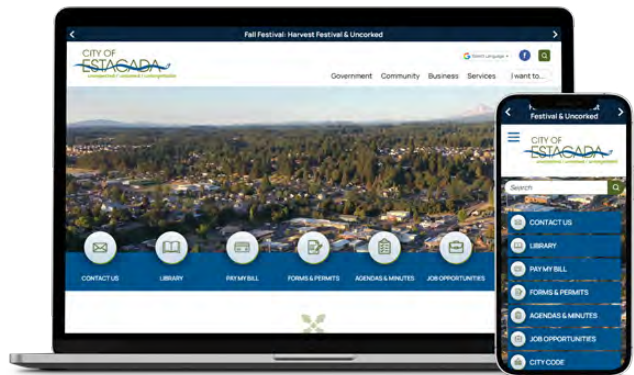 Fall Festival: Harvest Festival & Uncorked
CITY OF
ESTACADA
Select Language
Government Community Business Services I want to...
CONTACT US LIBRARY PAY MY BILL FORMS & PERMITS AGENDAS & MINUTES JOB OPPORTUNITIES
Festival & Uncorked
CITY OF
ESTACADA
Search
CONTACT US
LIBRARY
PAY MY BILL
FORMS & PERMITS
AGENDAS & MINUTES
JOB OPPORTUNITIES
CITY CODE